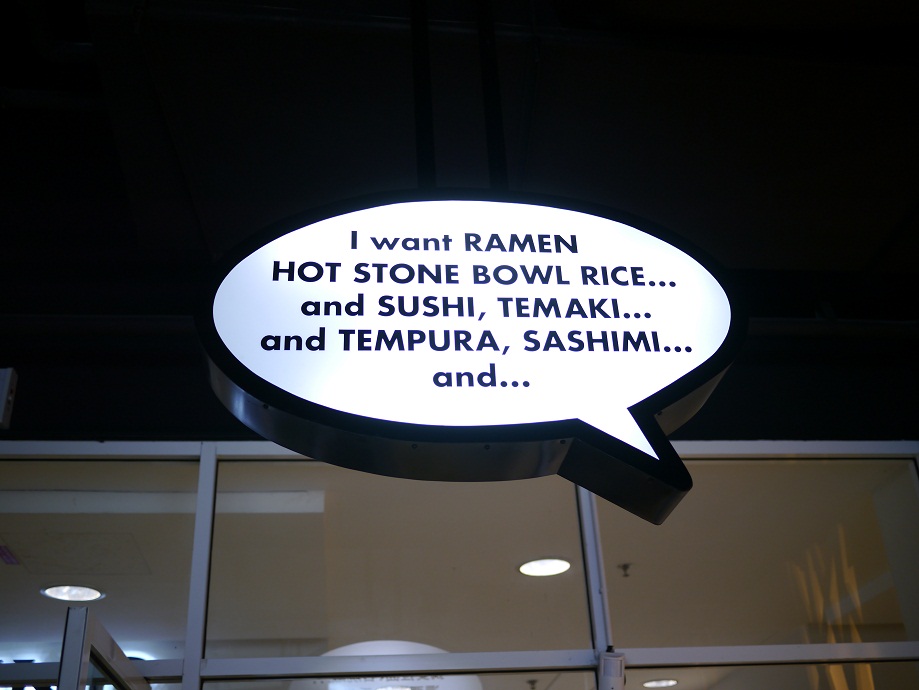 I want RAMEN
HOT STONE BOWL RICE...
and SUSHI, TEMAKI...
and TEMPURA, SASHIMI...
and...